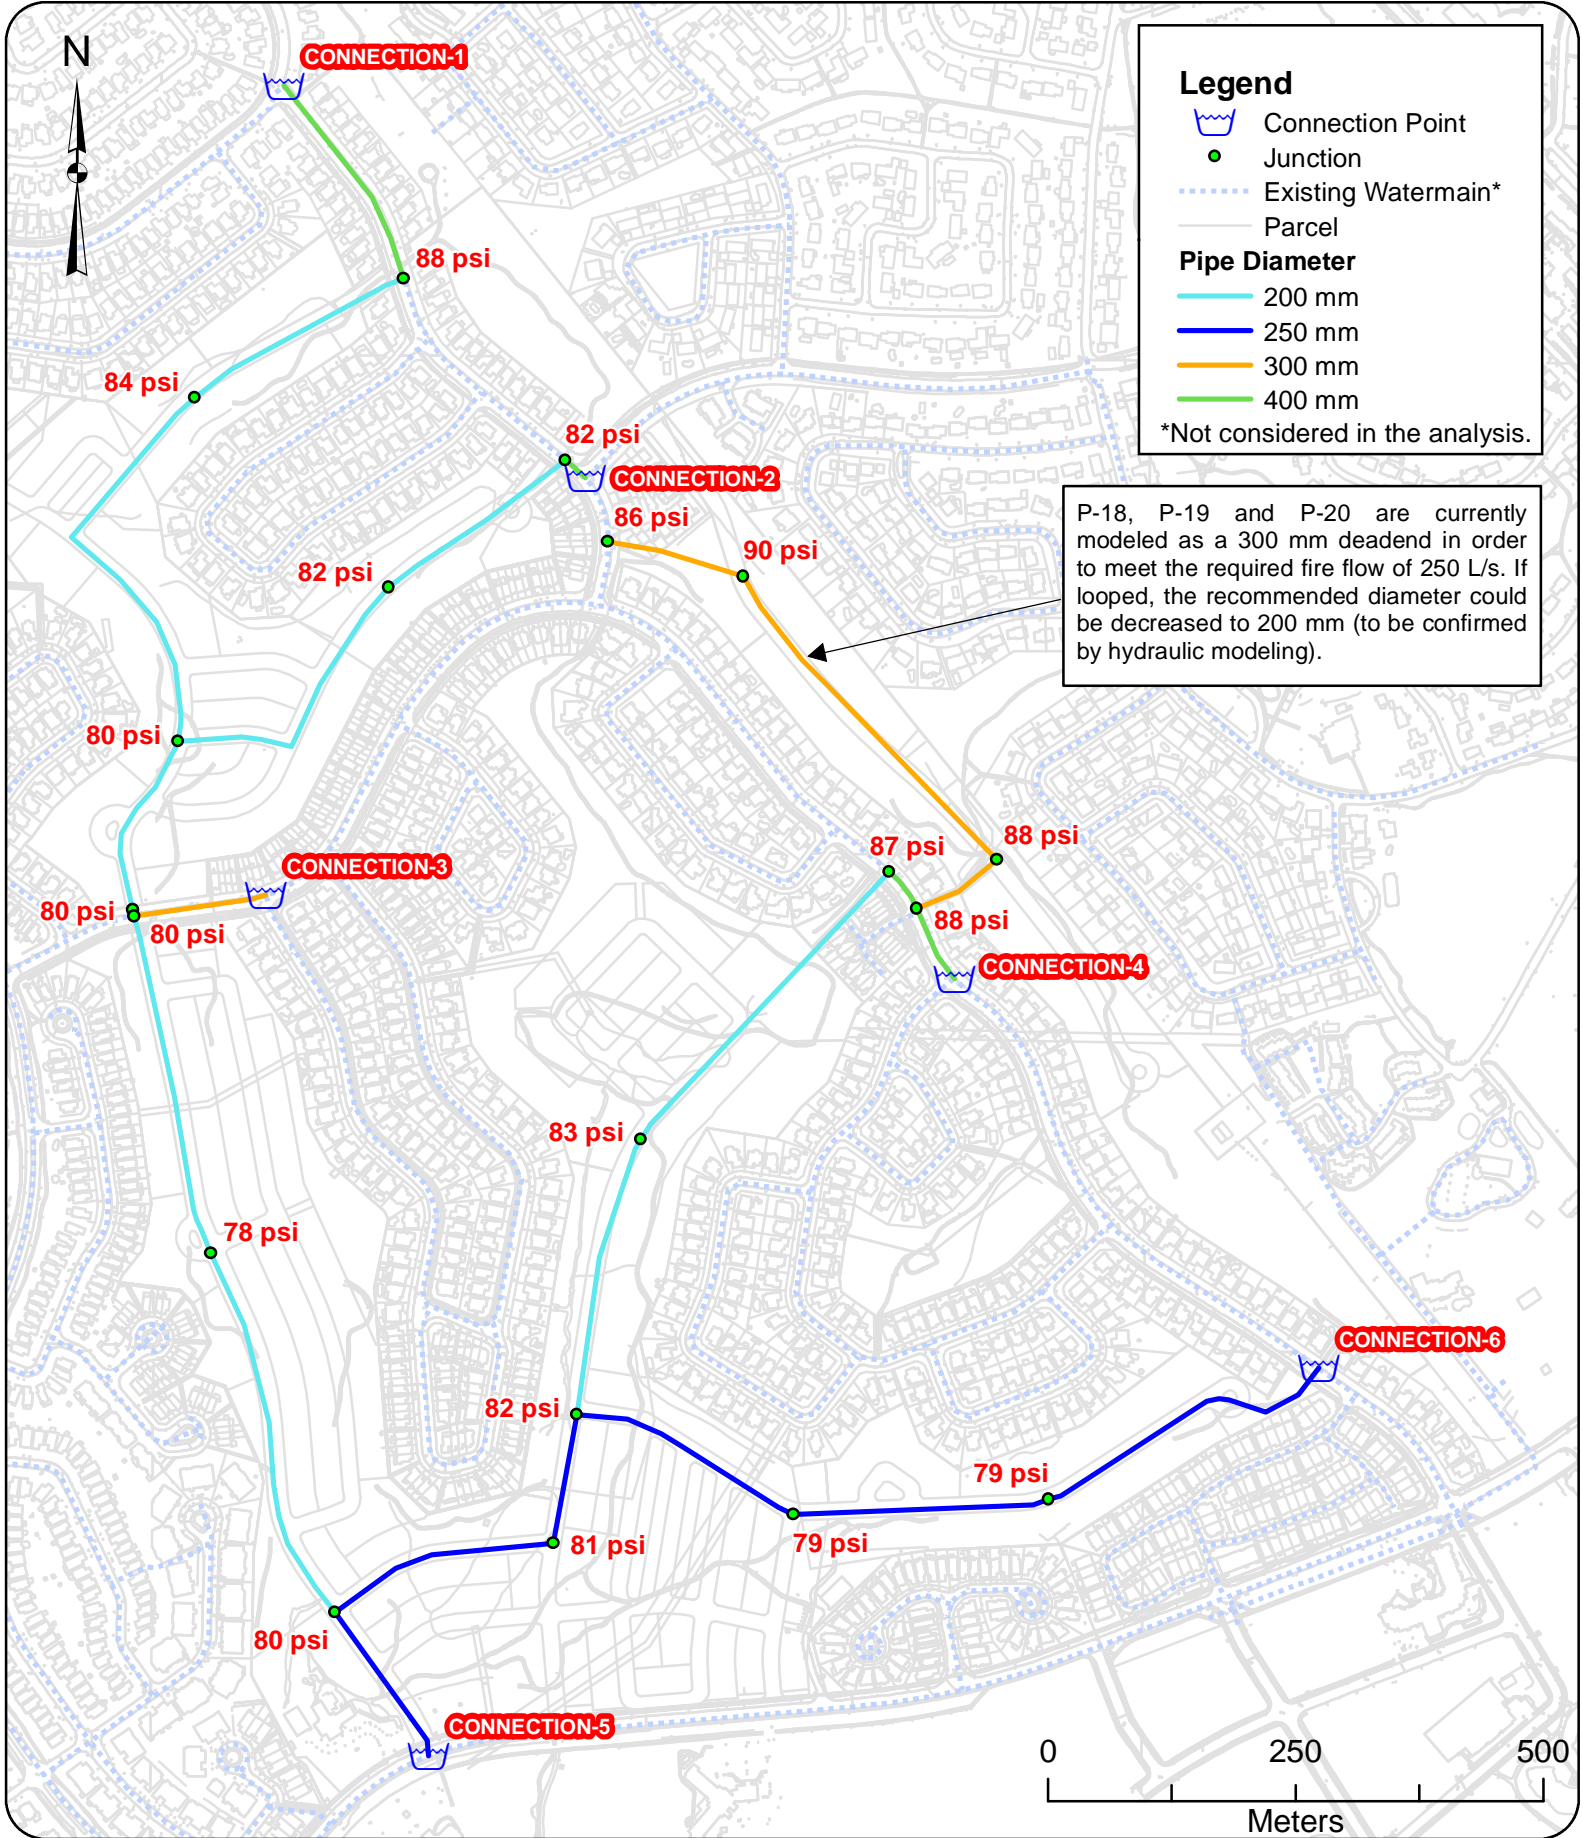 N
CONNECTION-1
Legend
Connection Point
Junction
Existing Watermain*
Parcel
Pipe Diameter
200 mm
250 mm
300 mm
400 mm
*Not considered in the analysis.
88 psi
84 psi
82 psi
CONNECTION-2
86 psi
90 psi
P-18, P-19 and P-20 are currently
modeled as a 300 mm deadend in order
to meet the required fire flow of 250 L/s. If
looped, the recommended diameter could
be decreased to 200 mm (to be confirmed
by hydraulic modeling).
82 psi
80 psi
88 psi
87 psi
CONNECTION-3
80 psi
80 psi
88 psi
CONNECTION-4
83 psi
78 psi
CONNECTION-6
82 psi
79 psi
81 psi
79 psi
80 psi
CONNECTION-5
0 250 500
Meters